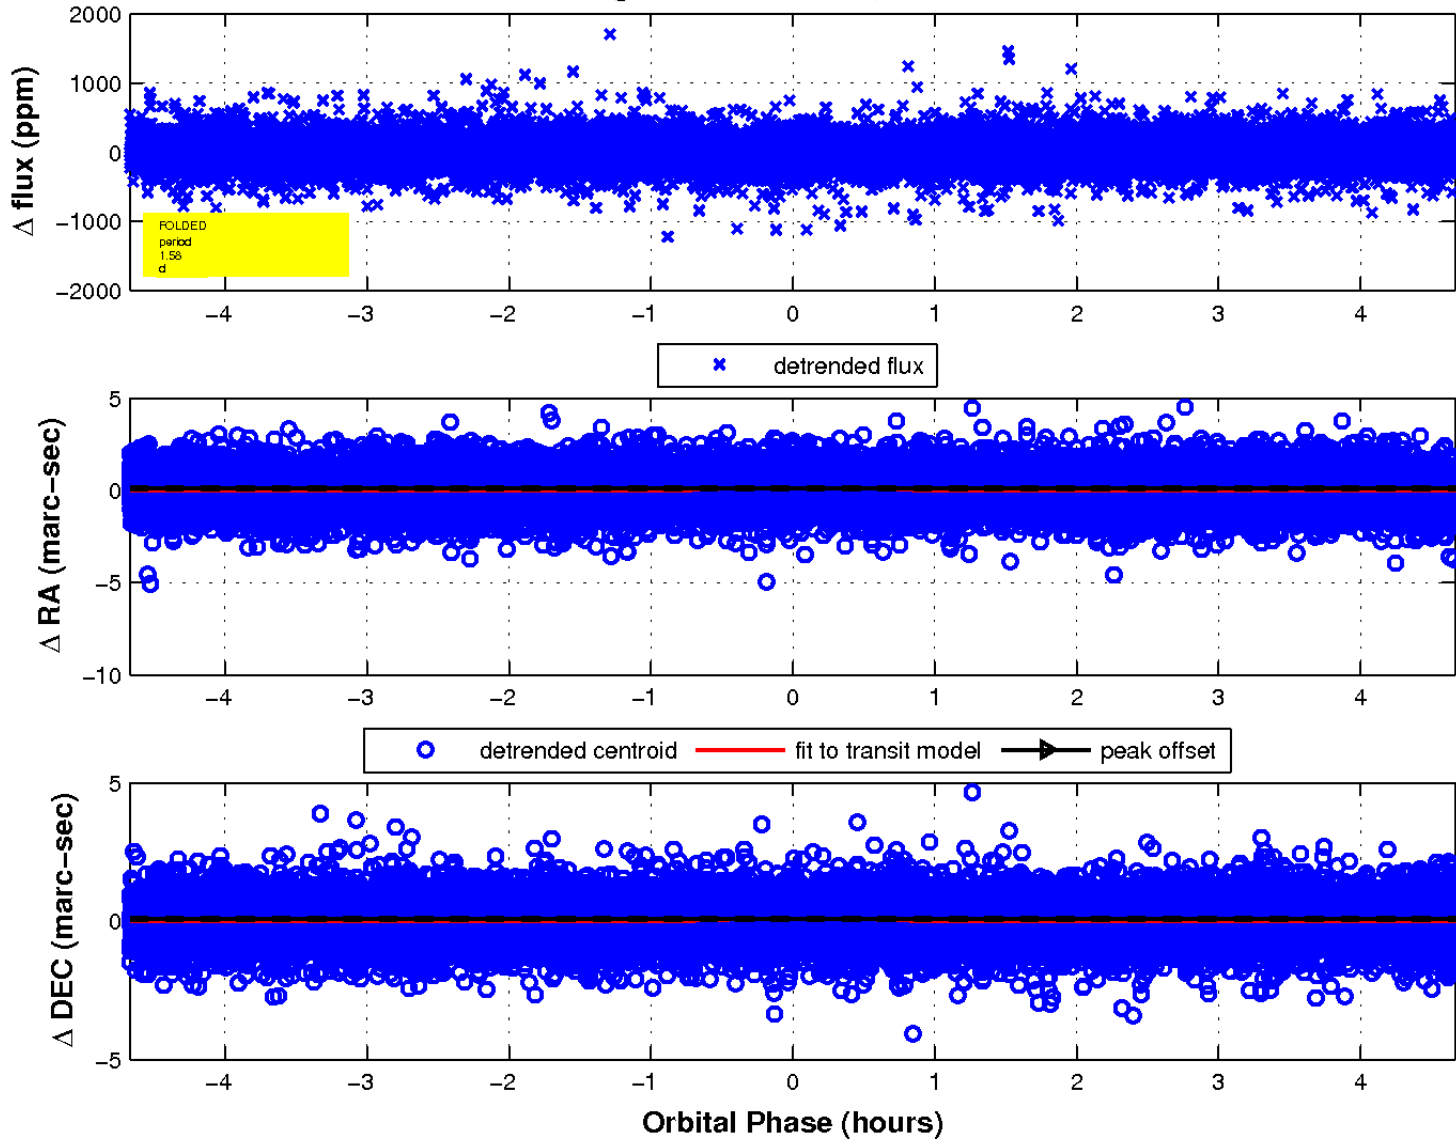 2000
1000
0
−1000
−2000
Δ flux (ppm)
FOLDED
period
1.58
d
−4 −3 −2 −1 0 1 2 3 4
detrended flux
5
0
−5
−10
Δ RA (marc−sec)
−4 −3 −2 −1 0 1 2 3 4
detrended centroid fit to transit model peak offset
5
0
−5
Δ DEC (marc−sec)
−4 −3 −2 −1 0 1 2 3 4
Orbital Phase (hours)